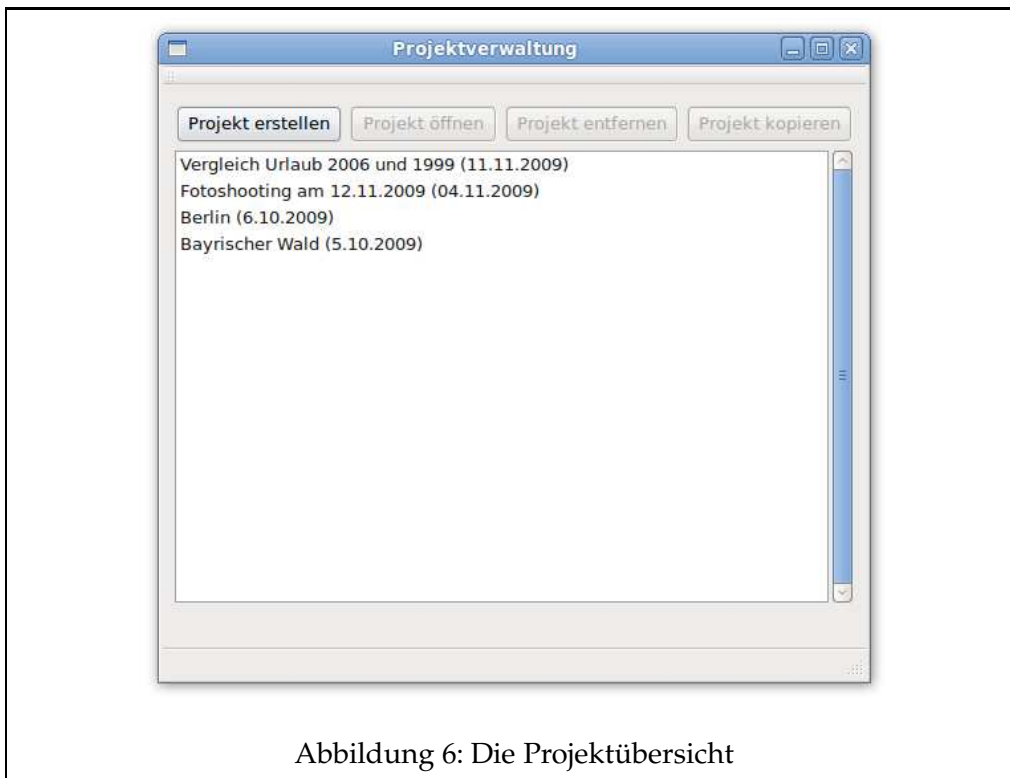 Projektverwaltung
Projekt erstellen Projekt öffnen Projekt entfernen Projekt kopieren
Vergleich Urlaub 2006 und 1999 (11.11.2009)
Fotoshooting am 12.11.2009 (04.11.2009)
Berlin (6.10.2009)
Bayrischer Wald (5.10.2009)
Abbildung 6: Die Projektübersicht